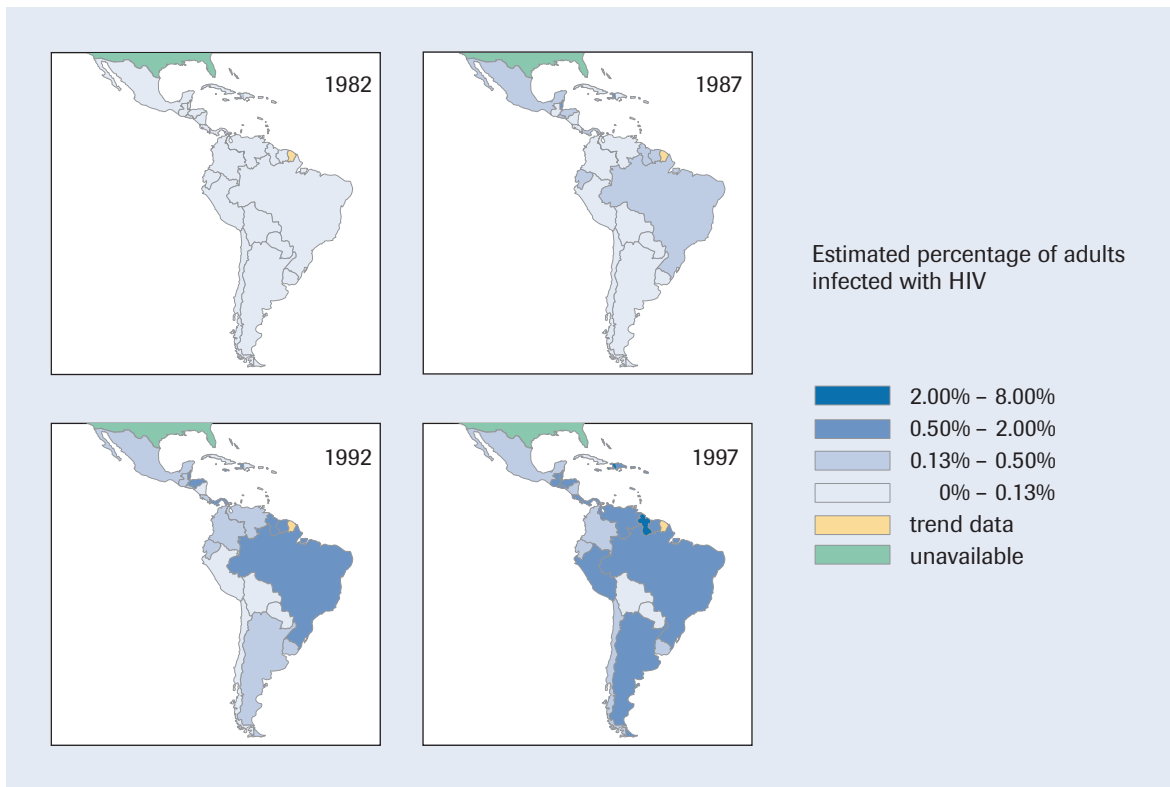 1982
1987
1992
1997
Estimated percentage of adults
infected with HIV
2.00% – 8.00%
0.50% – 2.00%
0.13% – 0.50%
0% – 0.13%
trend data
unavailable